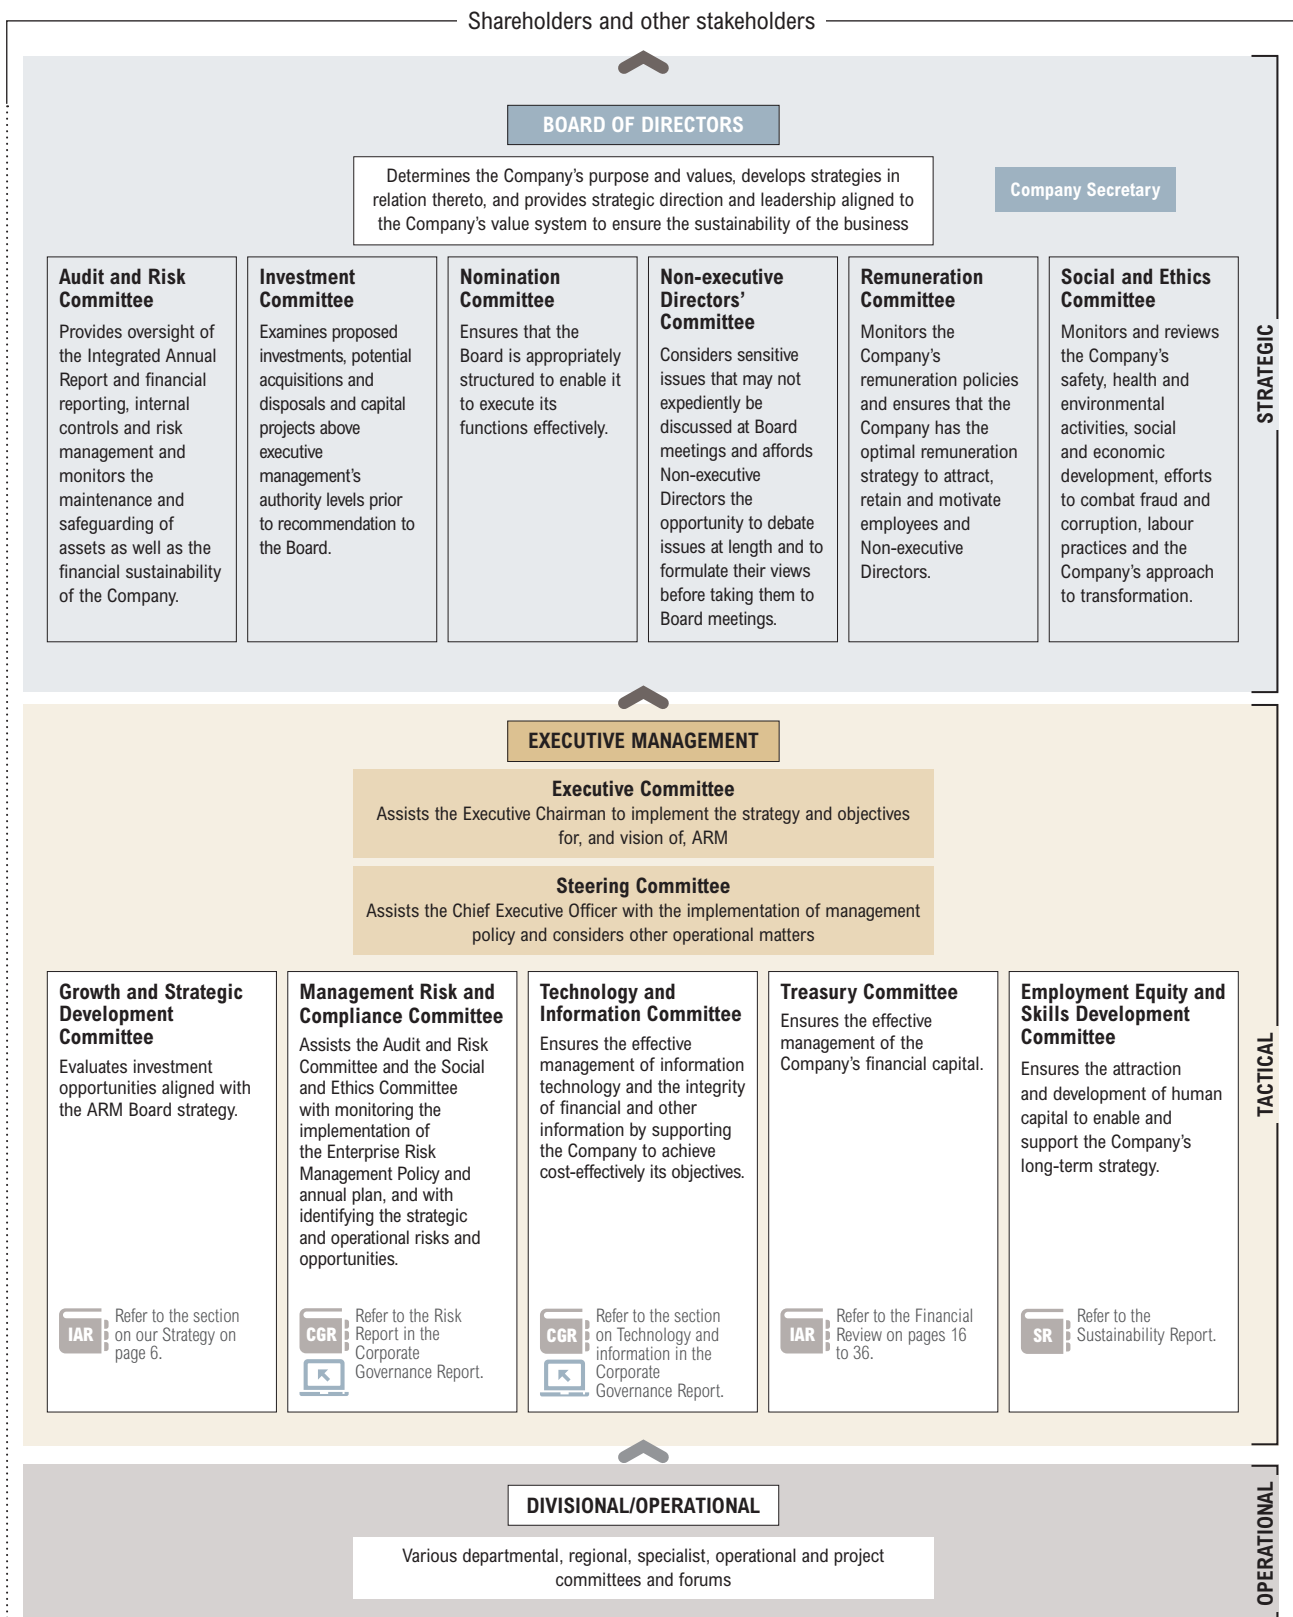 Shareholders and other stakeholders
BOARD OF DIRECTORS
Determines the Company’s purpose and values, develops strategies in
relation thereto, and provides strategic direction and leadership aligned to
the Company’s value system to ensure the sustainability of the business
Company Secretary
Audit and Risk
Committee
Provides oversight of
the Integrated Annual
Report and financial
reporting, internal
controls and risk
management and
monitors the
maintenance and
safeguarding of
assets as well as the
financial sustainability
of the Company.
Investment
Committee
Examines proposed
investments, potential
acquisitions and
disposals and capital
projects above
executive
management’s
authority levels prior
to recommendation to
the Board.
Nomination
Committee
Ensures that the
Board is appropriately
structured to enable it
to execute its
functions effectively.
Non-executive
Directors’
Committee
Considers sensitive
issues that may not
expediently be
discussed at Board
meetings and affords
Non-executive
Directors the
opportunity to debate
issues at length and to
formulate their views
before taking them to
Board meetings.
Remuneration
Committee
Monitors the
Company’s
remuneration policies
and ensures that the
Company has the
optimal remuneration
strategy to attract,
retain and motivate
employees and
Non-executive
Directors.
Social and Ethics
Committee
Monitors and reviews
the Company’s
safety, health and
environmental
activities, social
and economic
development, efforts
to combat fraud and
corruption, labour
practices and the
Company’s approach
to transformation.
STRATEGIC
EXECUTIVE MANAGEMENT
Executive Committee
Assists the Executive Chairman to implement the strategy and objectives
for, and vision of, ARM
Steering Committee
Assists the Chief Executive Officer with the implementation of management
policy and considers other operational matters
Growth and Strategic
Development
Committee
Evaluates investment
opportunities aligned with
the ARM Board strategy.
IAR
Refer to the section
on our Strategy on
page 6.
Management Risk and
Compliance Committee
Assists the Audit and Risk
Committee and the Social
and Ethics Committee
with monitoring the
implementation of
the Enterprise Risk
Management Policy and
annual plan, and with
identifying the strategic
and operational risks and
opportunities.
CGR
Refer to the Risk
Report in the
Corporate
Governance Report.
Technology and
Information Committee
Ensures the effective
management of information
technology and the integrity
of financial and other
information by supporting
the Company to achieve
cost-effectively its objectives.
CGR
Refer to the section
on Technology and
information in the
Corporate
Governance Report.
Treasury Committee
Ensures the effective
management of the
Company’s financial capital.
IAR
Refer to the Financial
Review on pages 16
to 36.
Employment Equity and
Skills Development
Committee
Ensures the attraction
and development of human
capital to enable and
support the Company’s
long-term strategy.
SR
Refer to the
Sustainability Report.
TACTICAL
DIVISIONAL/OPERATIONAL
Various departmental, regional, specialist, operational and project
committees and forums
OPERATIONAL